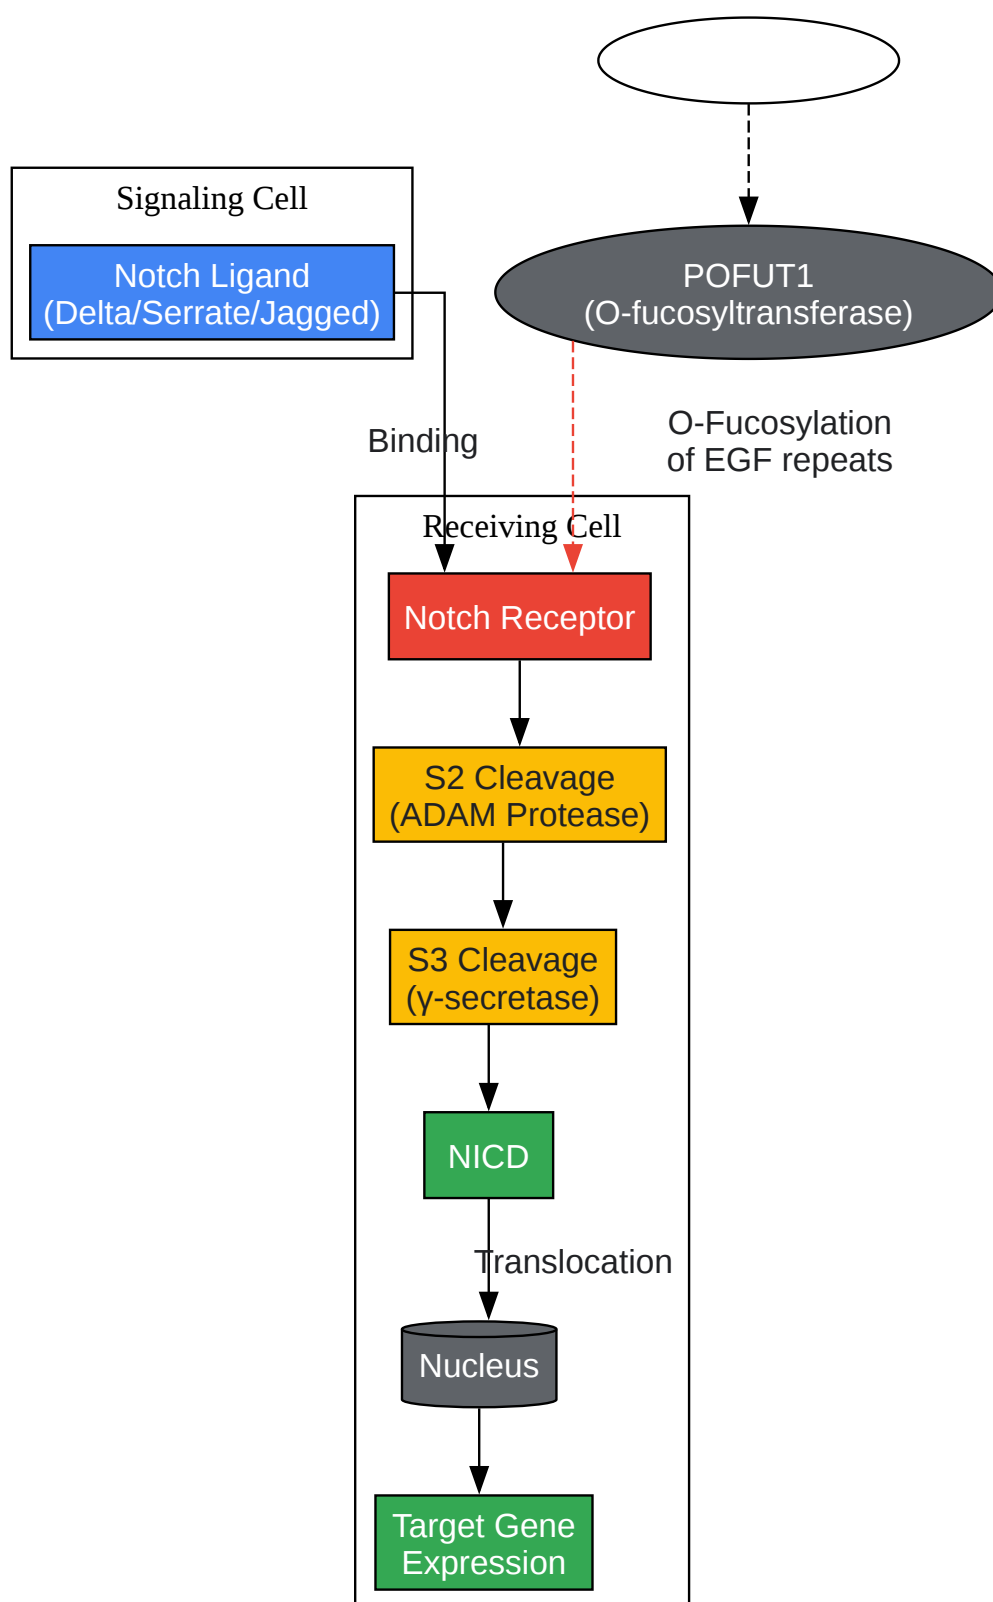 Signaling Cell
Notch Ligand
(Delta/Serrate/Jagged)
POFUT1
(O-fucosyltransferase)
Binding
O-Fucosylation
of EGF repeats
Receiving Cell
Notch Receptor
S2 Cleavage
(ADAM Protease)
S3 Cleavage
(γ-secretase)
NICD
Translocation
Nucleus
Target Gene
Expression